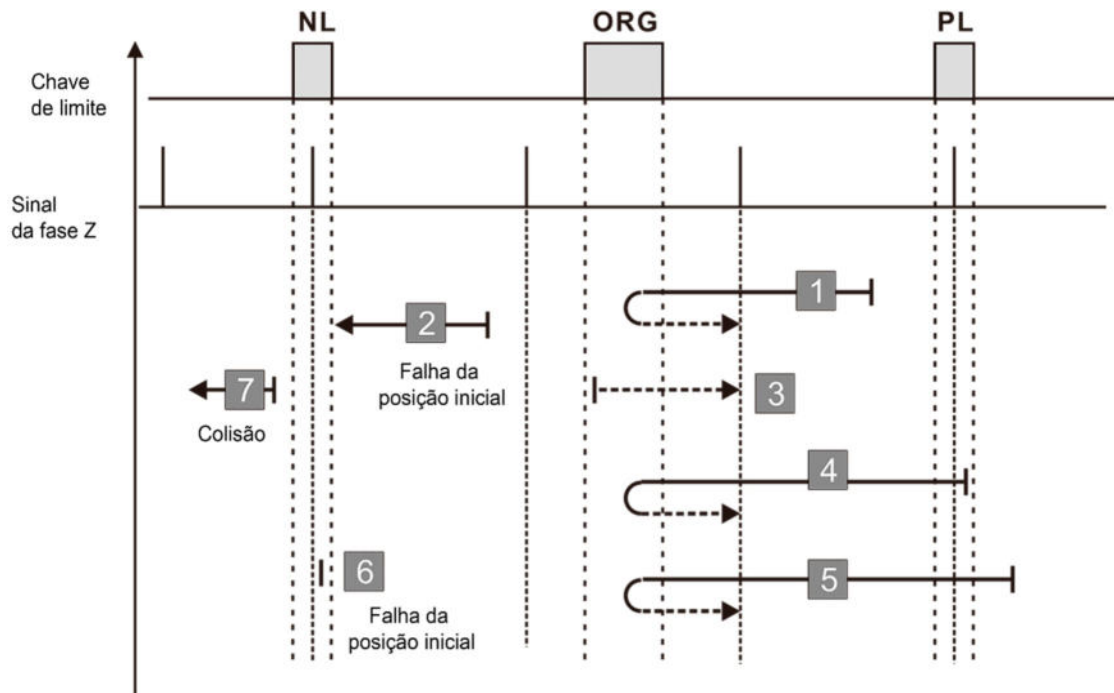 NL
ORG
PL
Chave
de limite
Sinal
da fase Z
1
2
Falha da
posição inicial
7
Colisão
3
4
6
Falha da
posição inicial
5